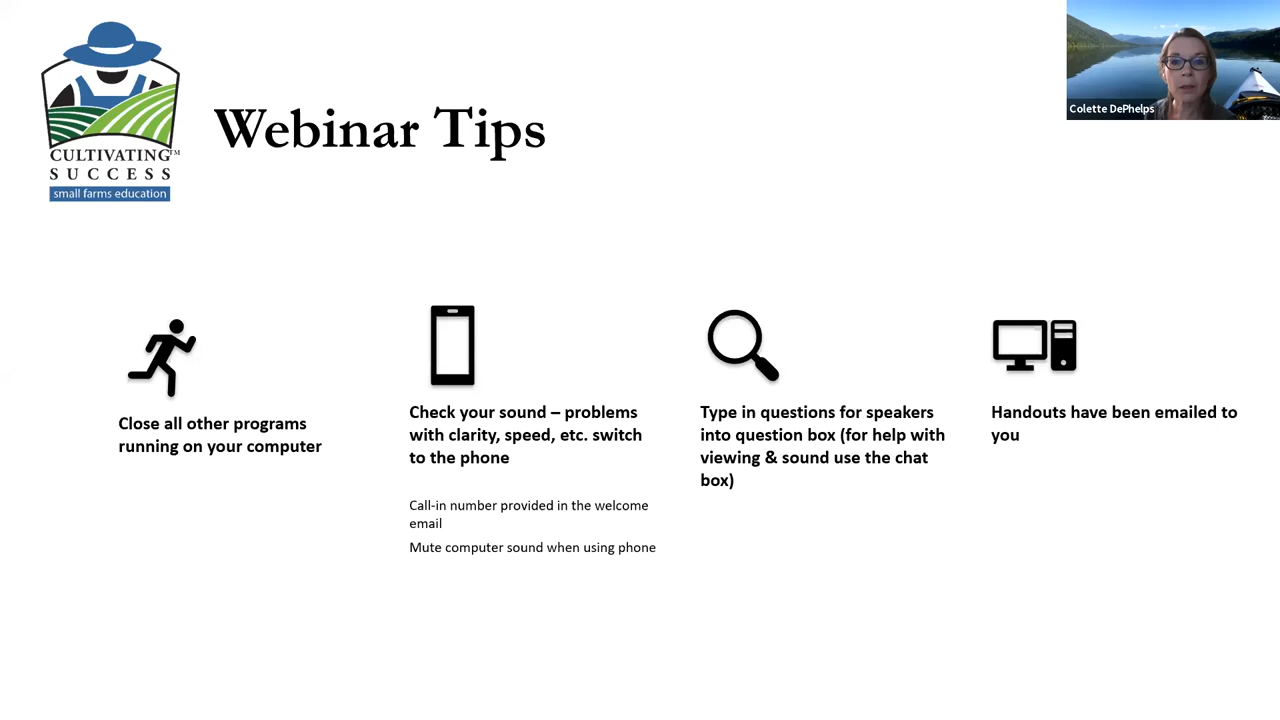 CULTIVATING™
SUCCESS
small farms education
Webinar Tips
Colette DePhelps
Close all other programs
running on your computer
Check your sound – problems
with clarity, speed, etc. switch
to the phone
Call-in number provided in the welcome
email
Mute computer sound when using phone
Type in questions for speakers
into question box (for help with
viewing & sound use the chat
box)
Handouts have been emailed to
you